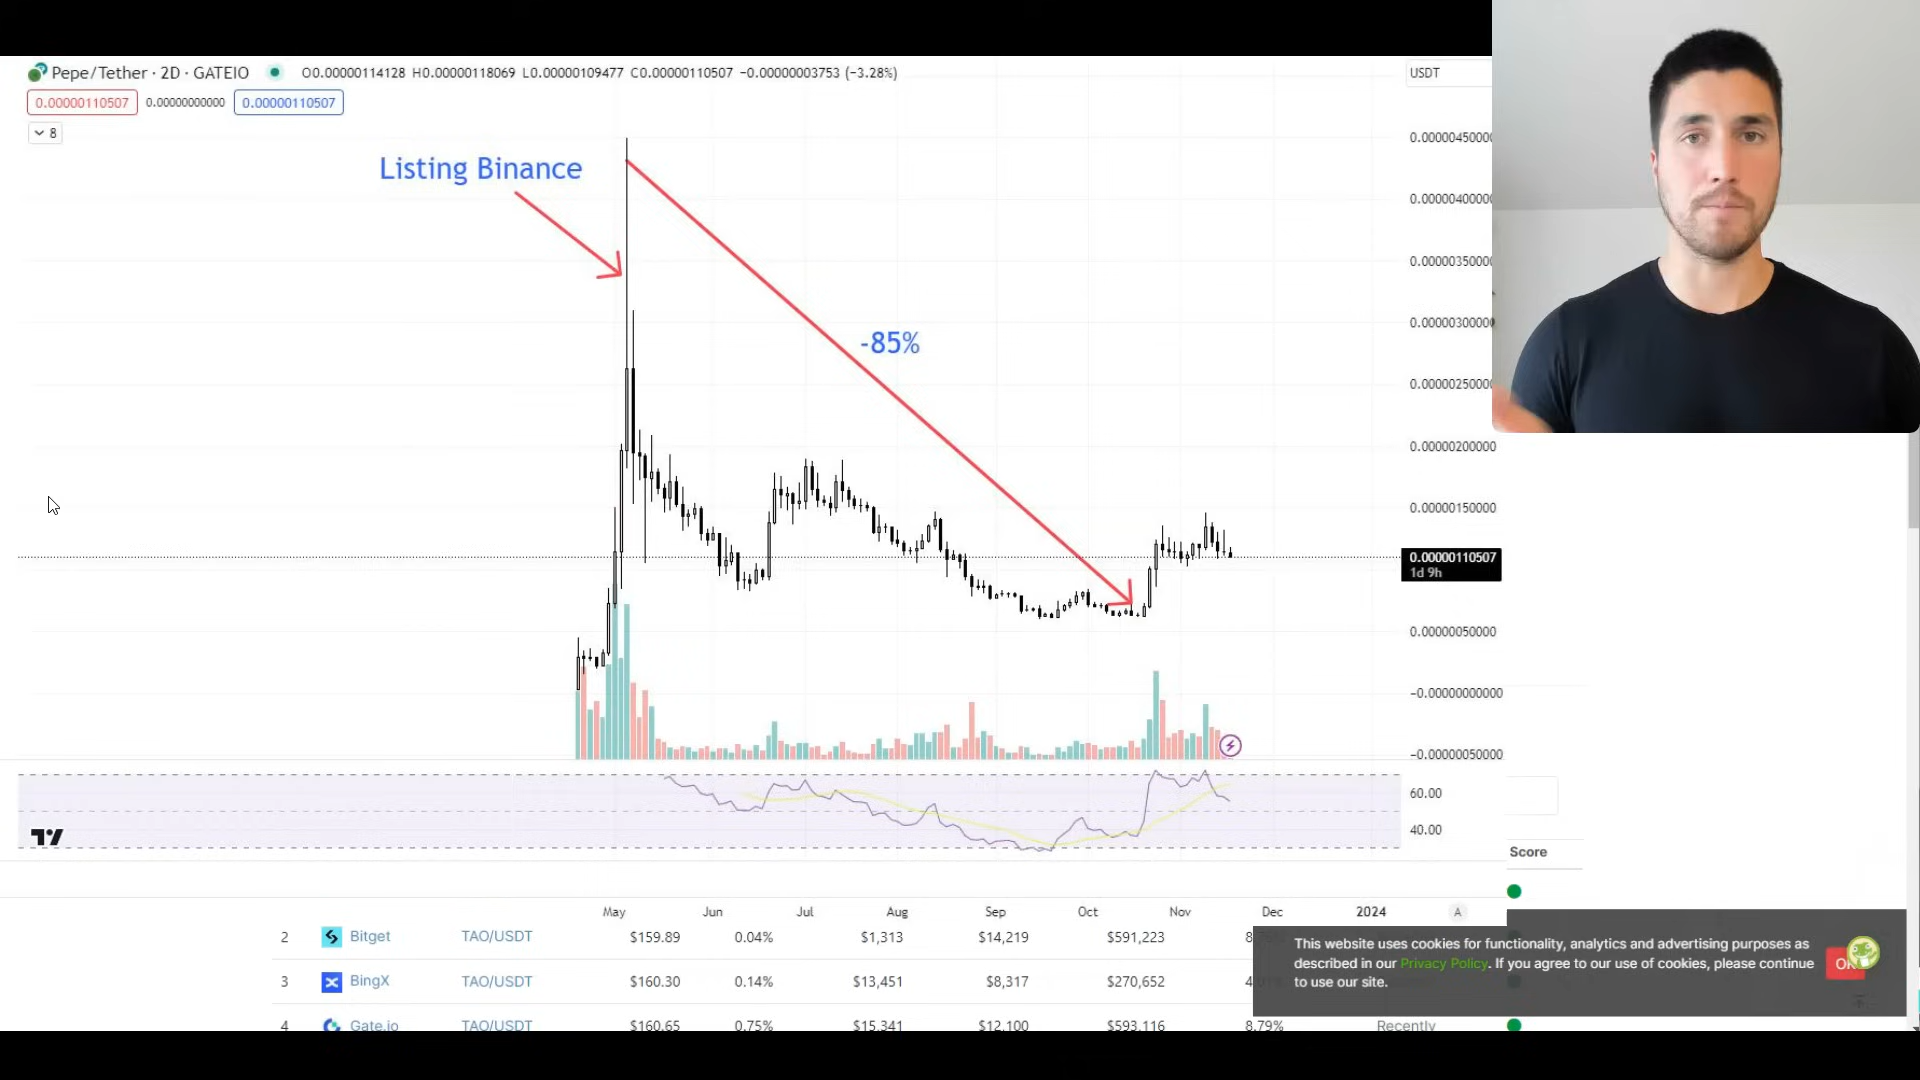 Pepe/Tether · 2D · GATEIO O0.00000114128 H0.00000118069 L0.00000109477 C0.00000110507 −0.00000003753 (−3.28%)
USDT
0.00000110507 0.00000000000 0.00000110507
8
0.00000450000
Listing Binance
0.00000400000
0.00000350000
0.00000300000
-85%
0.00000250000
0.00000200000
0.00000150000
0.00000110507
1d 9h
0.00000050000
−0.00000000000
−0.00000050000
60.00
40.00
Score
May Jun Jul Aug Sep Oct Nov Dec 2024 A
2 Bitget TAO/USDT $159.89 0.04% $1,313 $14,219 $591,223
3 BingX TAO/USDT $160.30 0.14% $13,451 $8,317 $270,652
4 Gate.io TAO/USDT $160.65 0.75% $15,341 $12,100 $593,116 8.79% Recently
This website uses cookies for functionality, analytics and advertising purposes as
described in our Privacy Policy. If you agree to our use of cookies, please continue
to use our site.